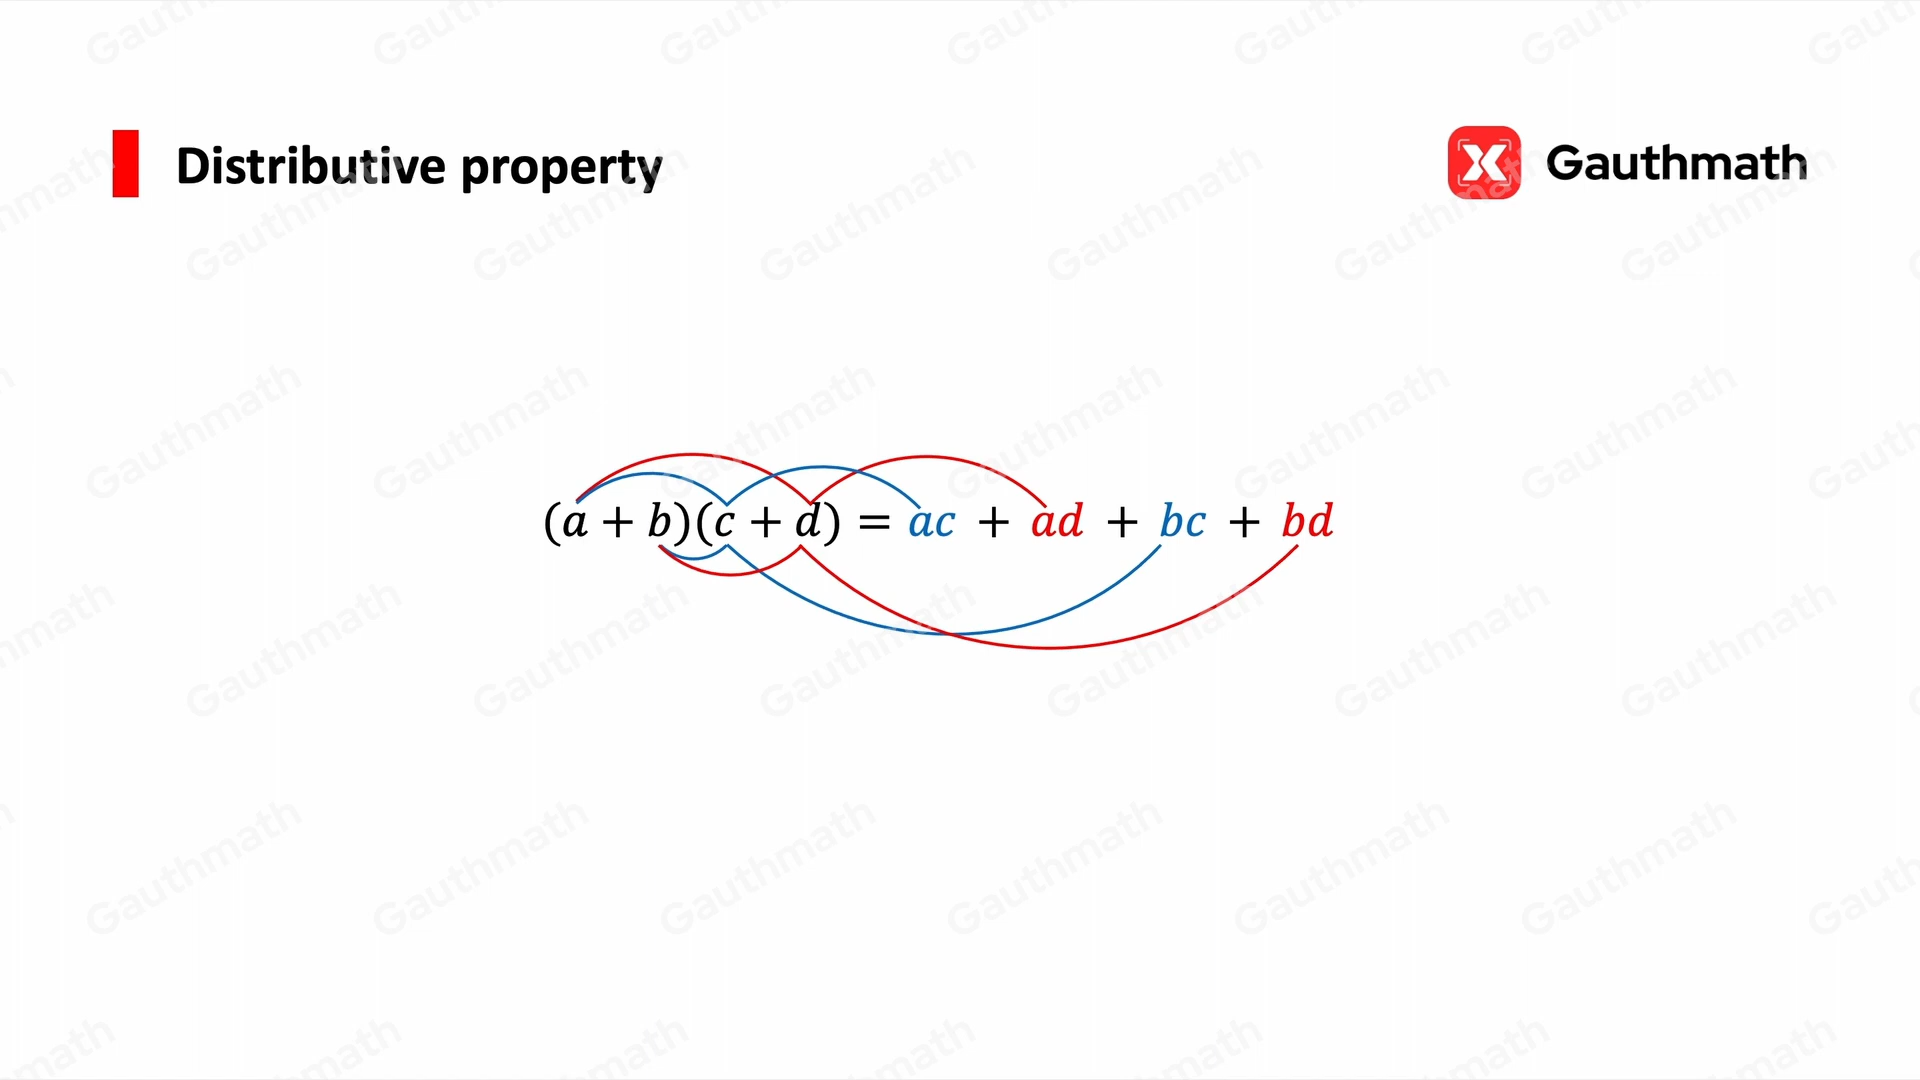 Distributive property
Gauthmath
(a + b)(c + d) = ac + ad + bc + bd